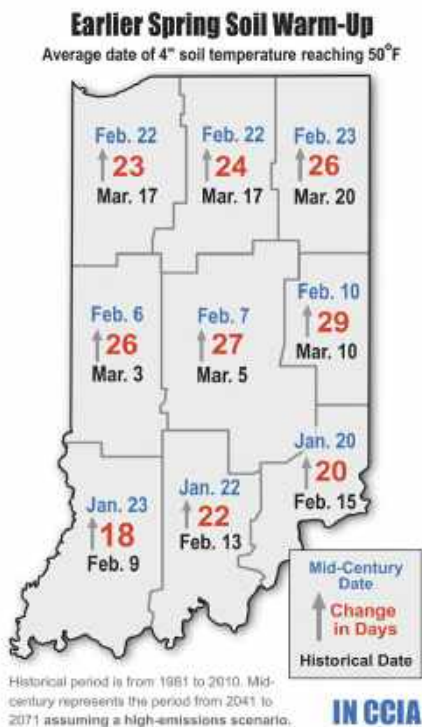 Earlier Spring Soil Warm-Up
Average date of 4" soil temperature reaching 50°F
Feb. 22
23
Mar. 17
Feb. 22
24
Mar. 17
Feb. 23
26
Mar. 20
Feb. 6
26
Mar. 3
Feb. 7
27
Mar. 5
Feb. 10
29
Mar. 10
Jan. 23
18
Feb. 9
Jan. 22
22
Feb. 13
Jan. 20
20
Feb. 15
Mid-Century
Date
Change
in Days
Historical Date
Historical period is from 1981 to 2010. Mid-
century represents the period from 2041 to
2071 assuming a high-emissions scenario.
IN CCIA